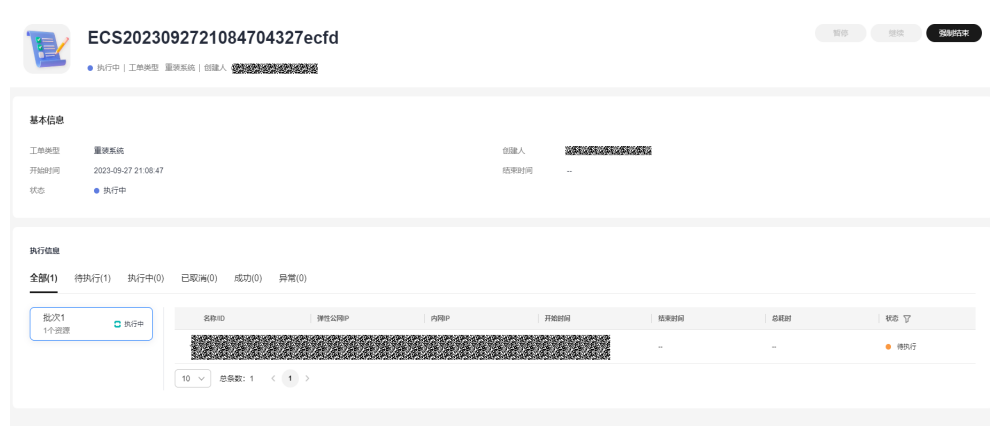 ECS2023092721084704327ecfd
暂停 继续 强制结束
执行中 | 工单类型 重装系统 | 创建人
基本信息
工单类型 重装系统 创建人
开始时间 2023-09-27 21:08:47 结束时间 --
状态 执行中
执行信息
全部(1) 待执行(1) 执行中(0) 已取消(0) 成功(0) 异常(0)
批次1
1个资源
执行中
名称/ID 弹性公网IP 内网IP 开始时间 结束时间 总耗时 状态
-- -- 待执行
10 总条数：1 < 1 >